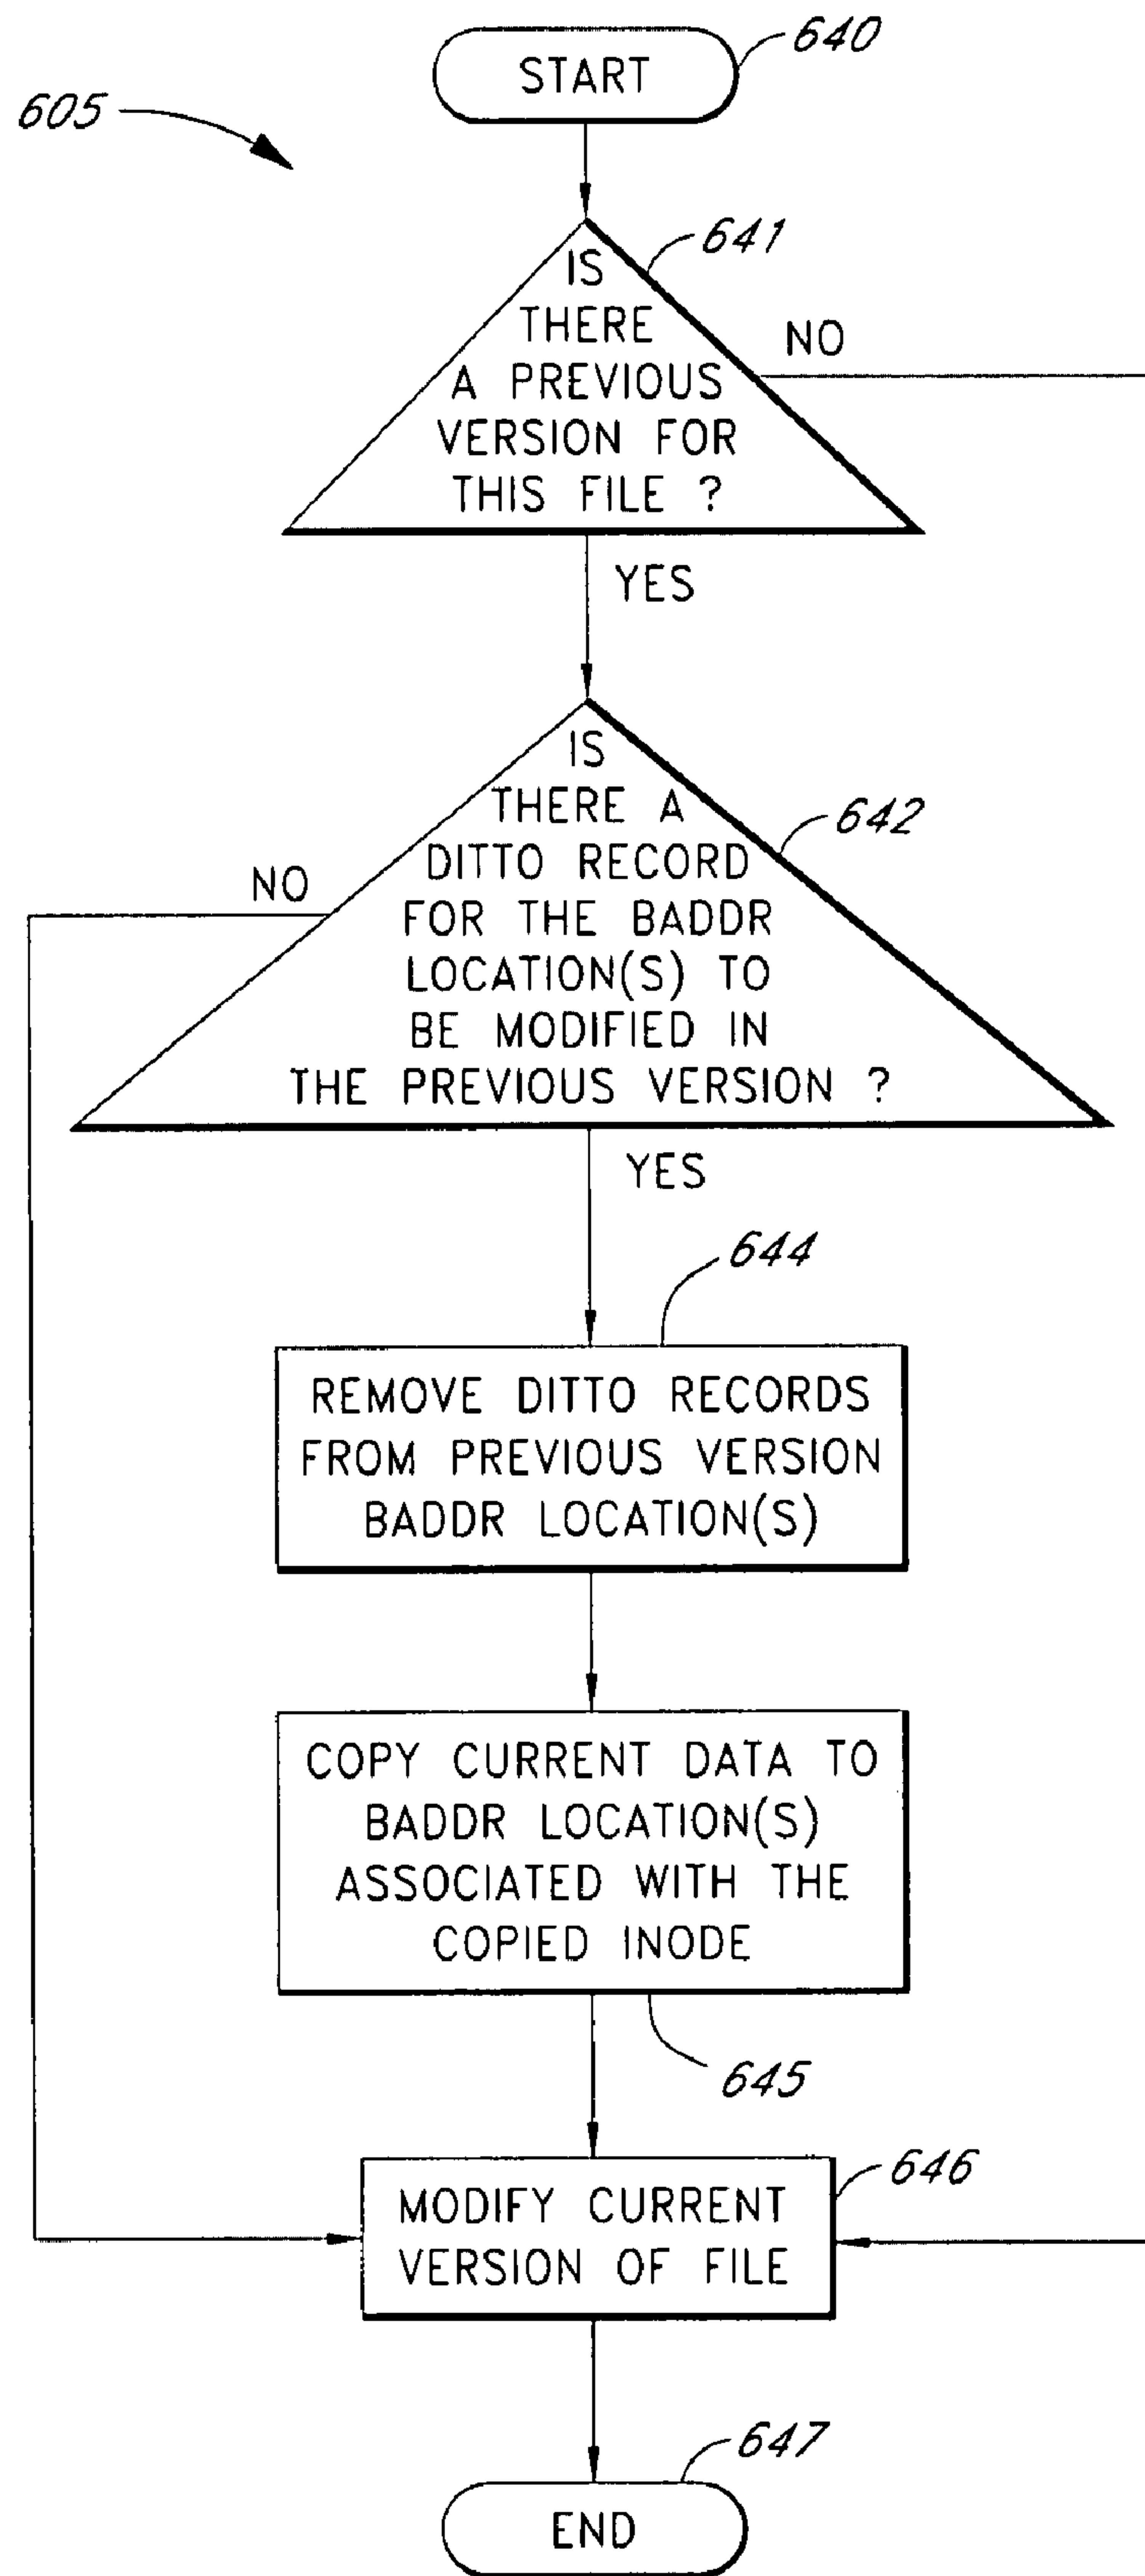 640
START
605
641
IS
THERE
A PREVIOUS
VERSION FOR
THIS FILE ?
NO
YES
IS
THERE A
DITTO RECORD
FOR THE BADDR
LOCATION(S) TO
BE MODIFIED IN
THE PREVIOUS VERSION ?
642
NO
YES
644
REMOVE DITTO RECORDS
FROM PREVIOUS VERSION
BADDR LOCATION(S)
COPY CURRENT DATA TO
BADDR LOCATION(S)
ASSOCIATED WITH THE
COPIED INODE
645
646
MODIFY CURRENT
VERSION OF FILE
647
END